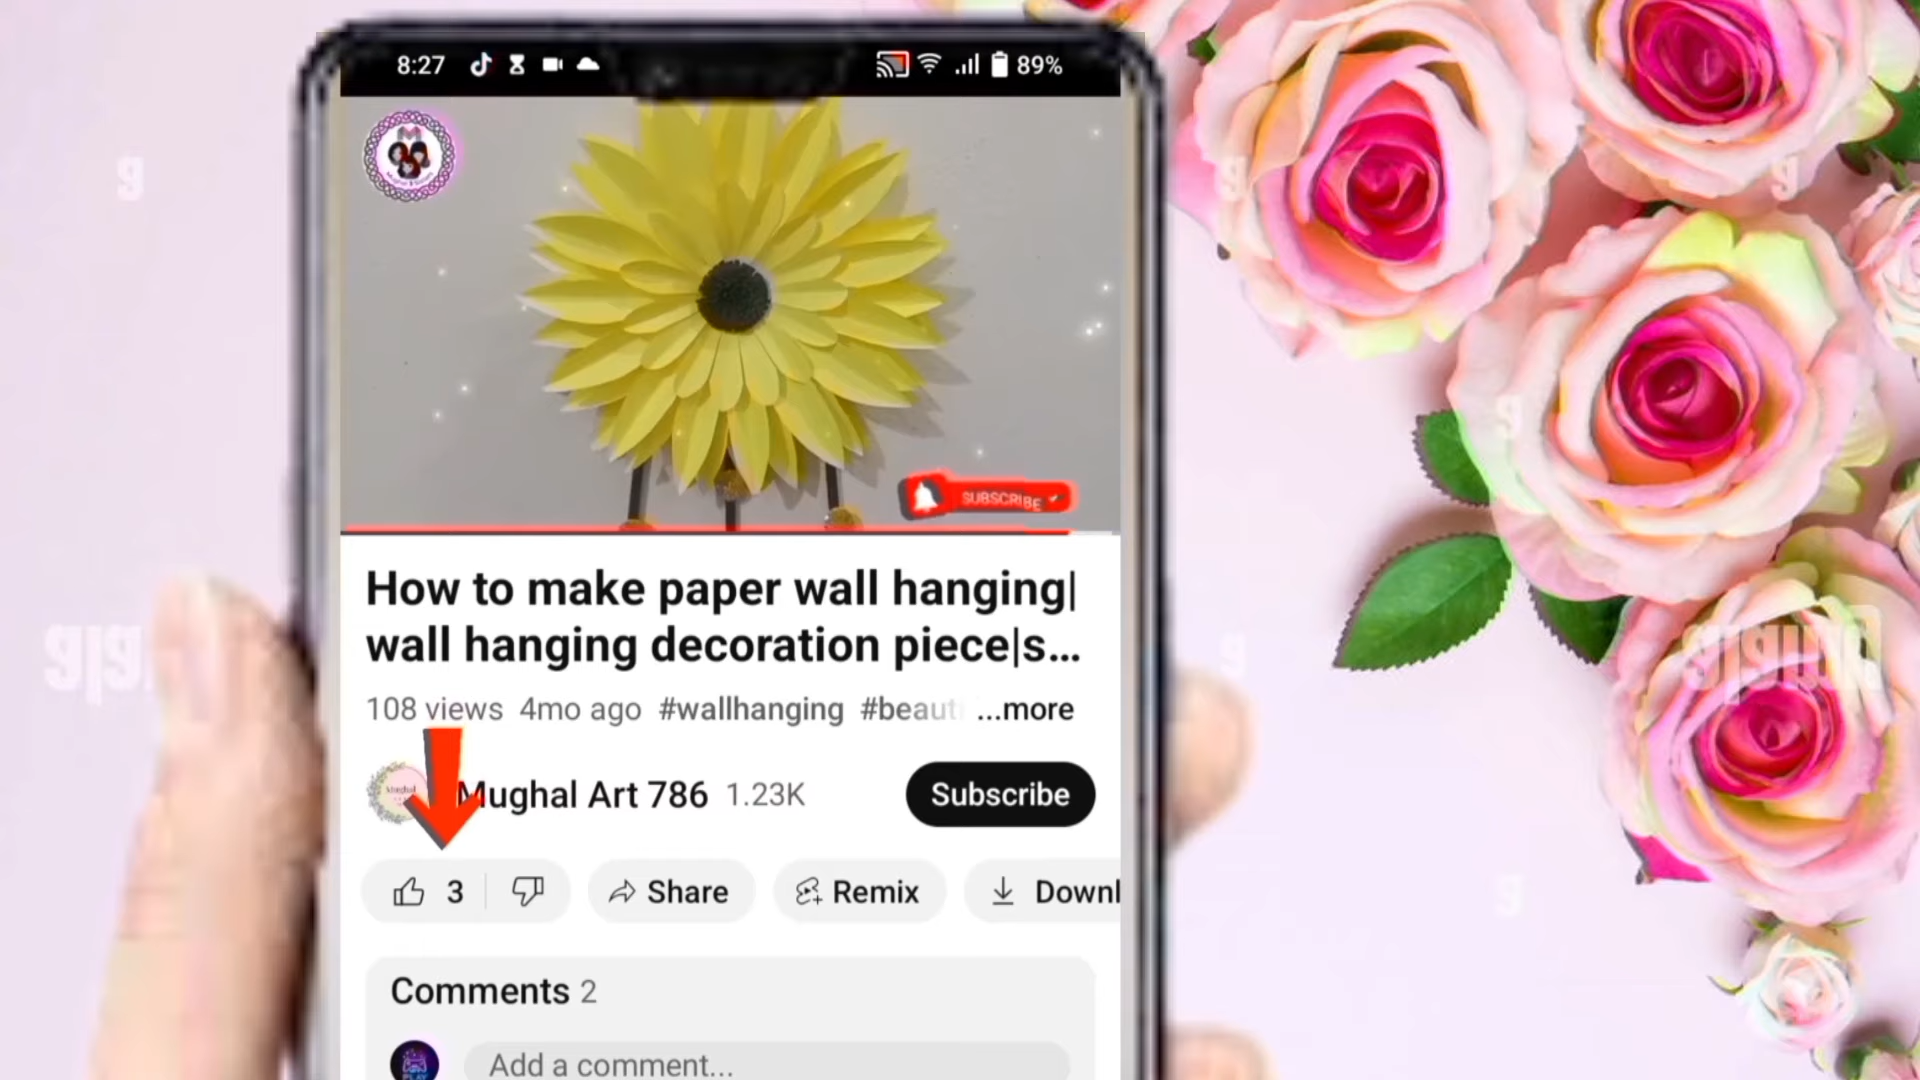 8:27
89%
SUBSCRIBE
How to make paper wall hanging|
wall hanging decoration piece|s...
108 views 4mo ago #wallhanging #beaut ...more
Mughal Art 786 1.23K
Subscribe
3
Share
Remix
Downl
Comments 2
Add a comment...